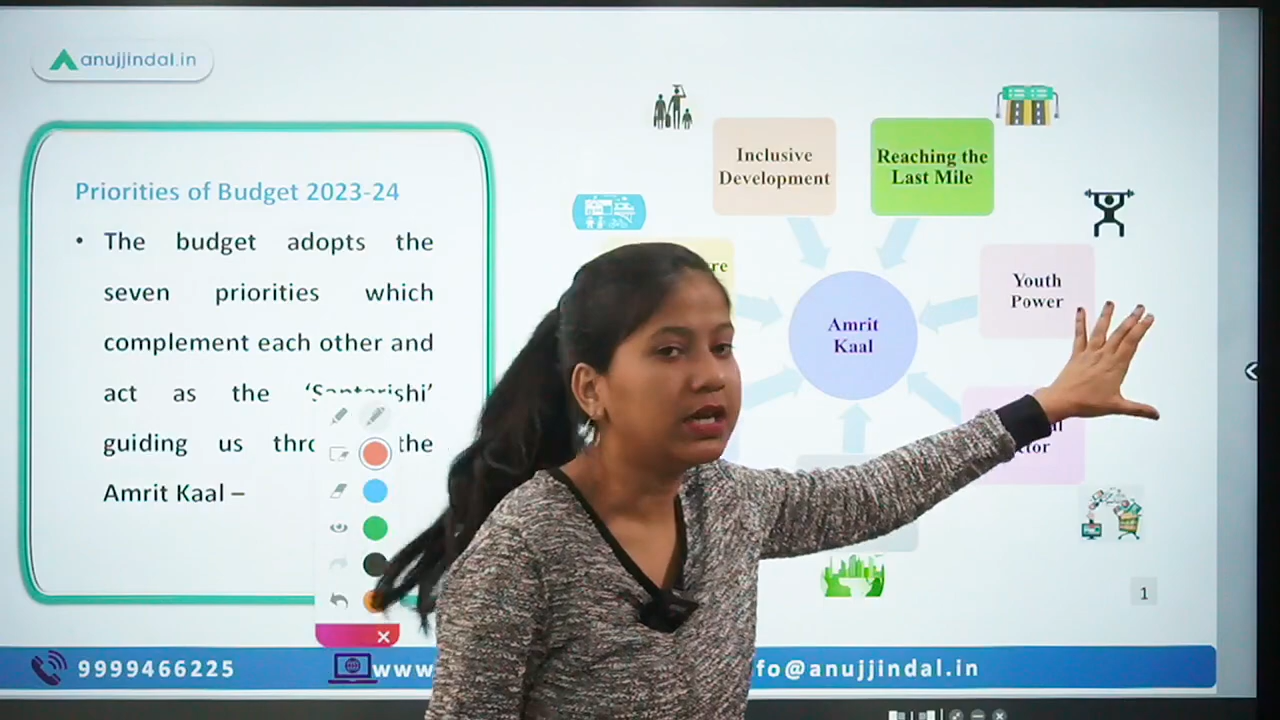 anujjindal.in
Priorities of Budget 2023-24
• The budget adopts the
seven priorities which
complement each other and
act as the
guiding us the
Amrit Kaal –
Inclusive
Development
Reaching the
Last Mile
Youth
Power
Amrit
Kaal
1
9999466225
www
fo@anujjindal.in